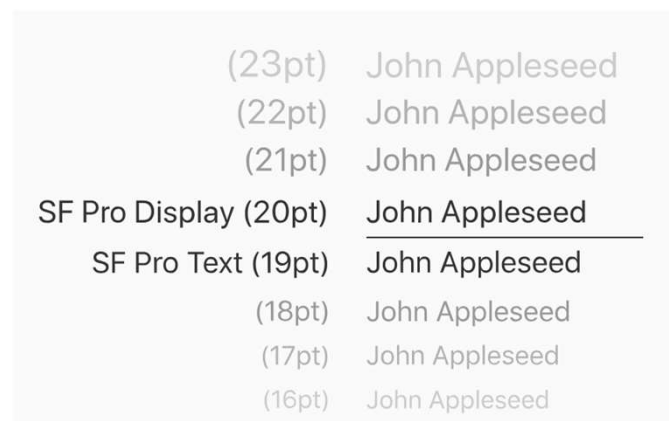 (23pt) John Appleseed
(22pt) John Appleseed
(21pt) John Appleseed
SF Pro Display (20pt) John Appleseed
SF Pro Text (19pt) John Appleseed
(18pt) John Appleseed
(17pt) John Appleseed
(16pt) John Appleseed